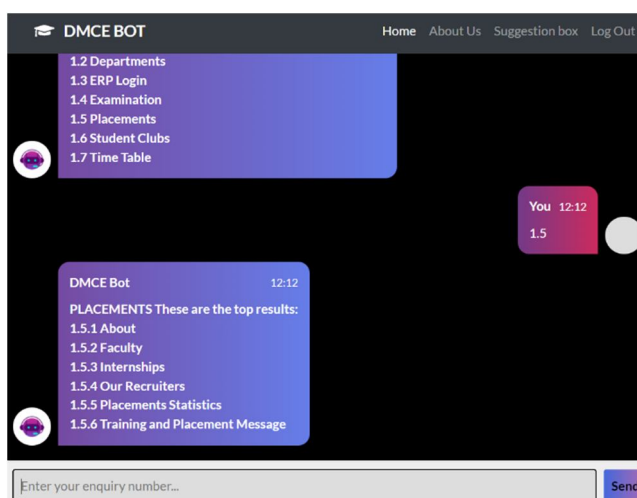 DMCE BOT
Home About Us Suggestion box Log Out
1.2 Departments
1.3 ERP Login
1.4 Examination
1.5 Placements
1.6 Student Clubs
1.7 Time Table
You 12:12
1.5
DMCE Bot 12:12
PLACEMENTS These are the top results:
1.5.1 About
1.5.2 Faculty
1.5.3 Internships
1.5.4 Our Recruiters
1.5.5 Placements Statistics
1.5.6 Training and Placement Message
Enter your enquiry number...
Send